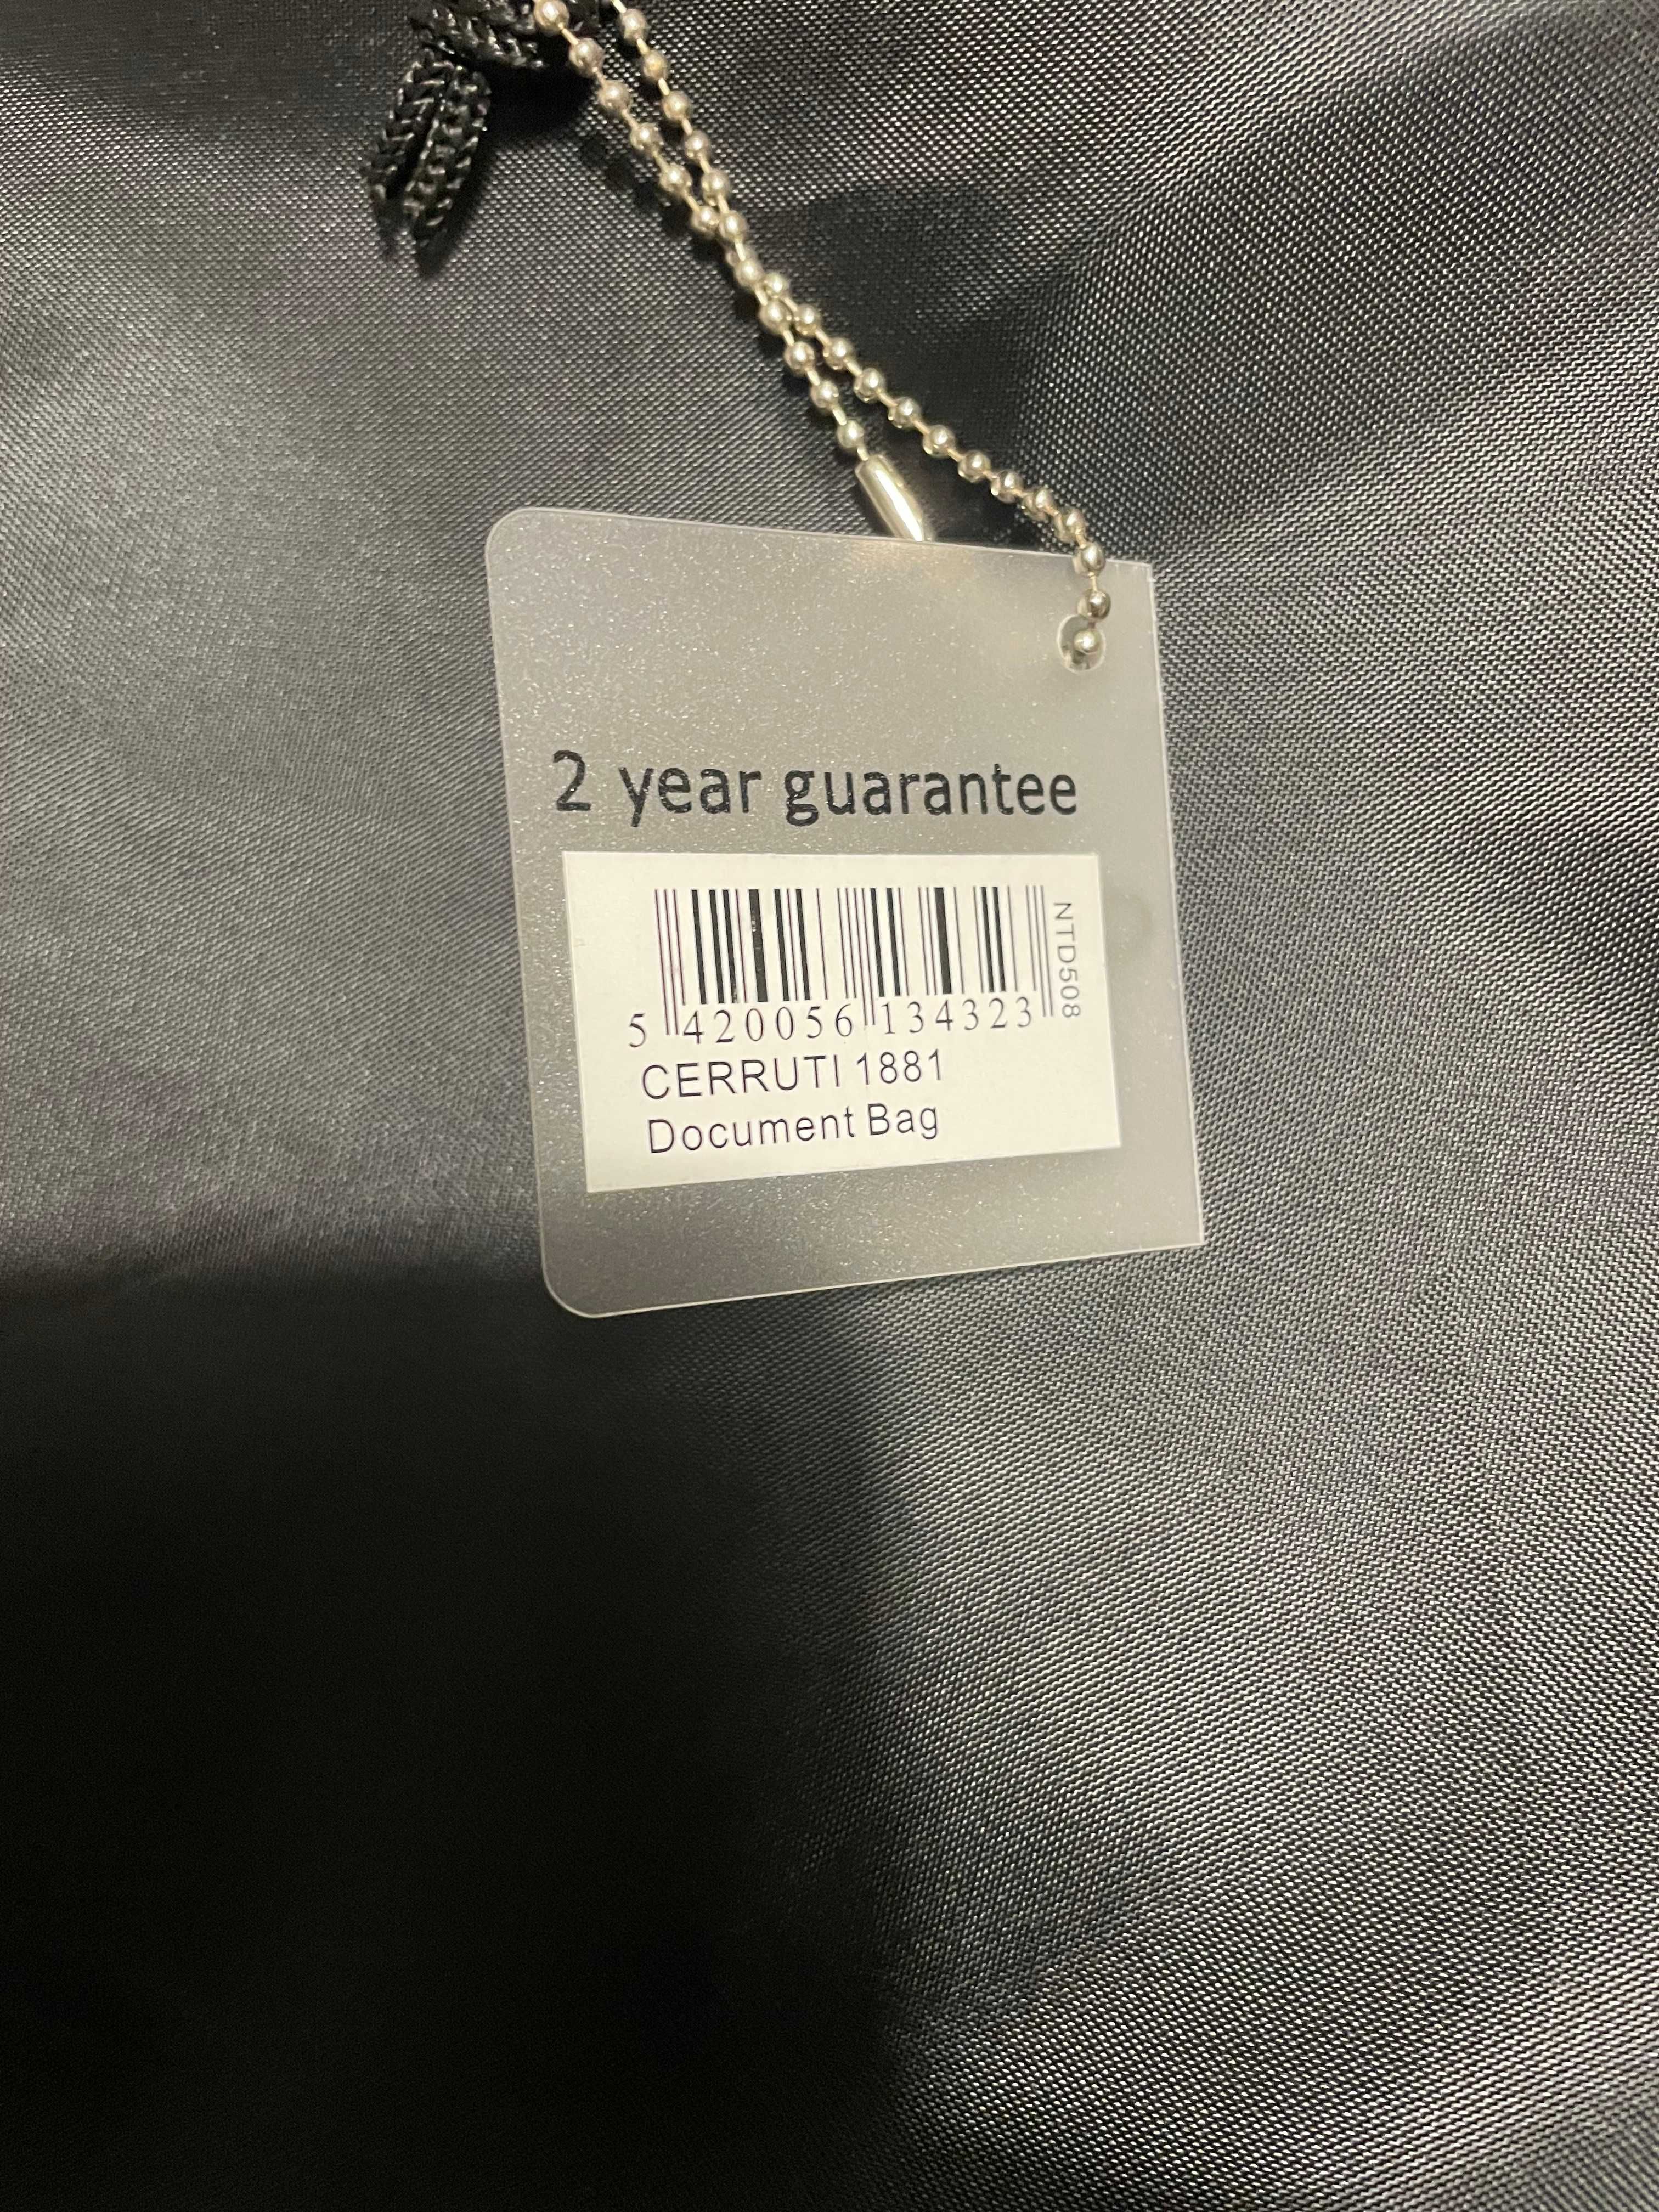 2 year guarantee
NTD508
5 420056 134323
CERRUTI 1881
Document Bag